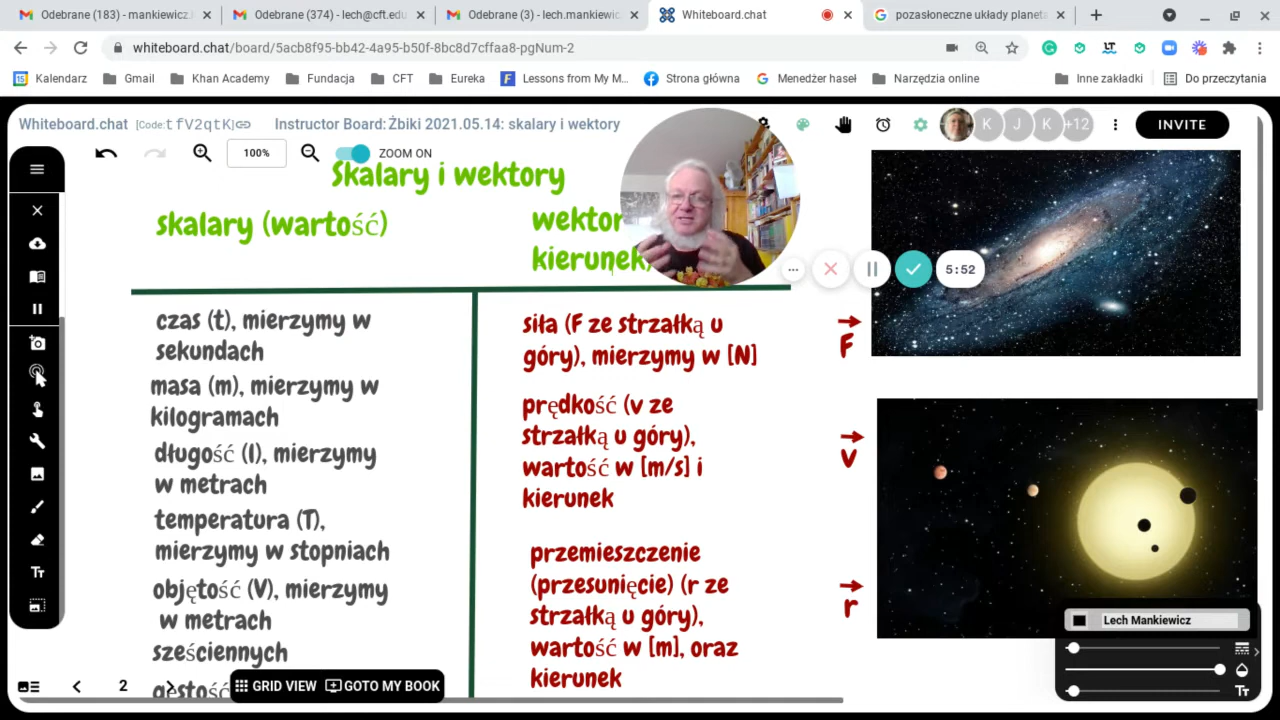 Odebrane (183) - mankiewicz.
Odebrane (374) - lech@cft.edu
Odebrane (3) - lech.mankiewic
Whiteboard.chat
pozasłoneczne układy planeta
whiteboard.chat/board/5acb8f95-bb42-4a95-b50f-8bc8d7cffaa8-pgNum-2
Kalendarz
Gmail
Khan Academy
Fundacja
CFT
Eureka
Lessons from My M...
Strona główna
Menedżer haseł
Narzędzia online
Inne zakładki
Do przeczytania
Whiteboard.chat
[Code: tfV2qtK]
Instructor Board: Żbiki 2021.05.14: skalary i wektory
K
J
K
+12
INVITE
100%
ZOOM ON
Skalary i wektory
skalary (wartość)
wektor
kierunek,
5:52
czas (t), mierzymy w
sekundach
masa (m), mierzymy w
kilogramach
długość (l), mierzymy
w metrach
temperatura (T),
mierzymy w stopniach
objętość (V), mierzymy
w metrach
sześciennych
gęstość
siła (F ze strzałką u
góry), mierzymy w [N]
F
prędkość (v ze
strzałką u góry),
wartość w [m/s] i
kierunek
v
przemieszczenie
(przesunięcie) (r ze
strzałką u góry),
wartość w [m], oraz
kierunek
r
Lech Mankiewicz
2
GRID VIEW
GOTO MY BOOK